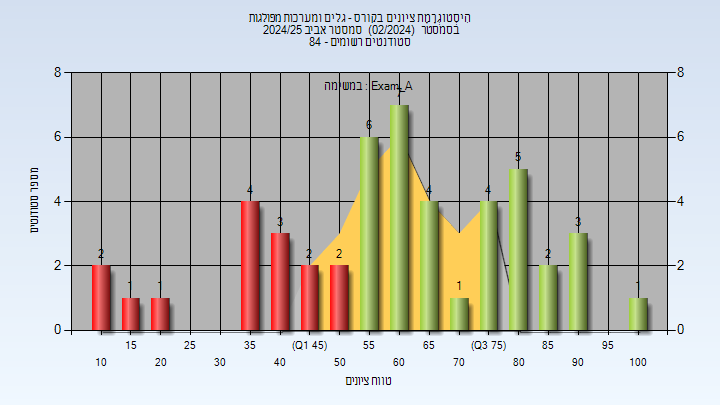 היסטוגרמת ציונים בקורס - גלים ומערכות מפולגות
בסמסטר (02/2024) סמסטר אביב 2024/25
סטודנטים רשומים - 84
במשימה : Exam_A
מספר סטודנטים
8 8
6 6
4 4
2 2
0 0
2 1 1 4 3 2 2 6 7 4 1 4 5 2 3 1
15 25 35 (Q1 45) 55 65 (Q3 75) 85 95
10 20 30 40 50 60 70 80 90 100
טווח ציונים